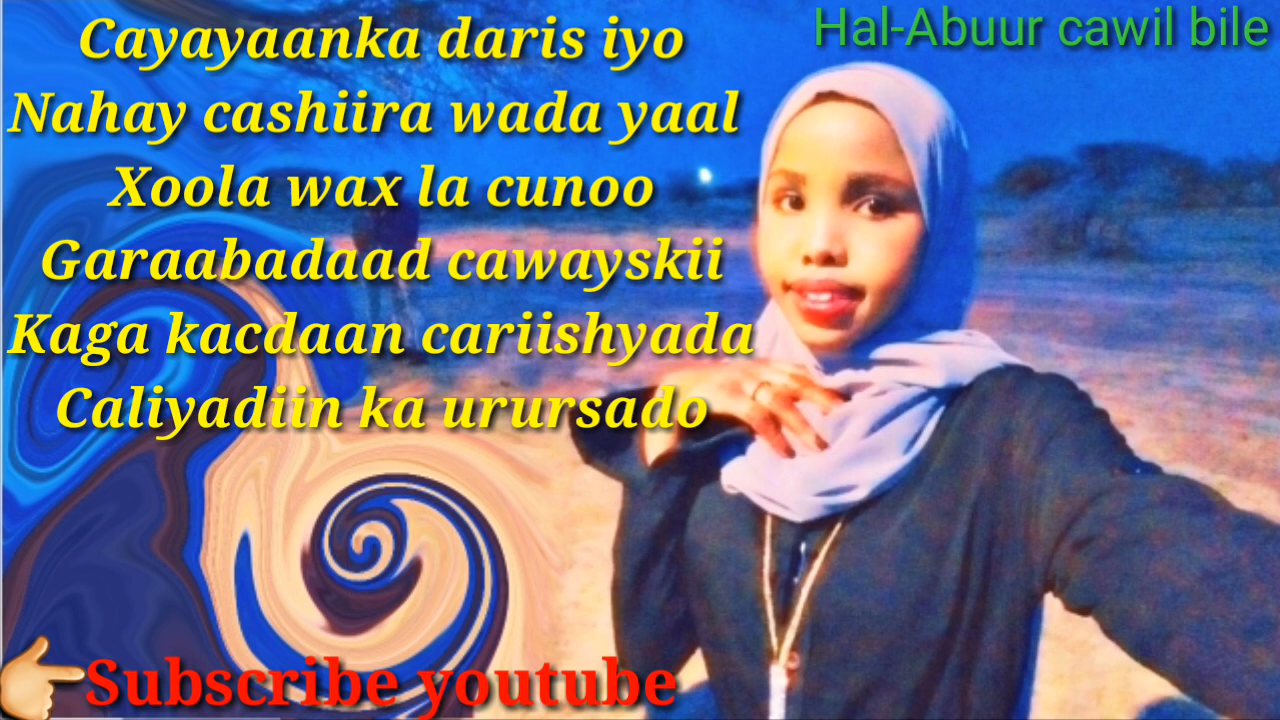 Hal-Abuur cawil bile
Cayayaanka daris iyo
Nahay cashiira wada yaal
Xoola wax la cunoo
Garaabadaad cawayskii
Kaga kacdaan cariishyada
Caliyadiin ka urursado
Subscribe youtube